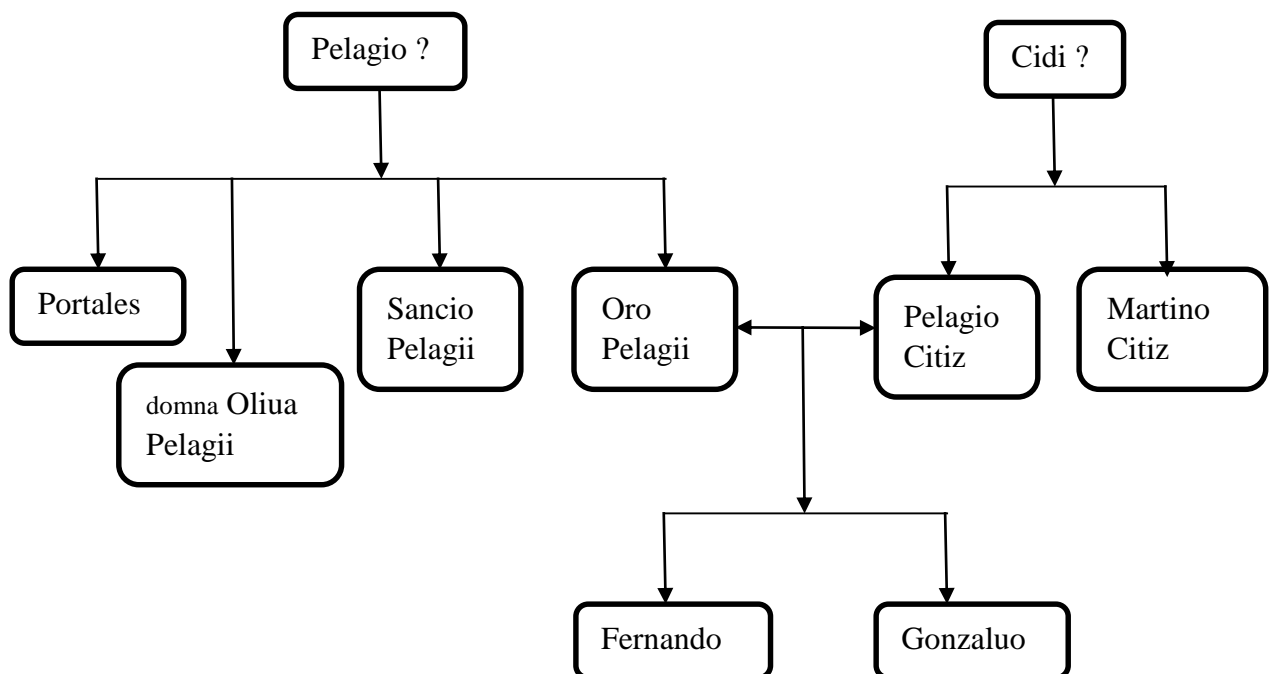 Pelagio ?
Cidi ?
Portales
domna Oliua
Pelagii
Sancio
Pelagii
Oro
Pelagii
Pelagio
Citiz
Martino
Citiz
Fernando
Gonzaluo